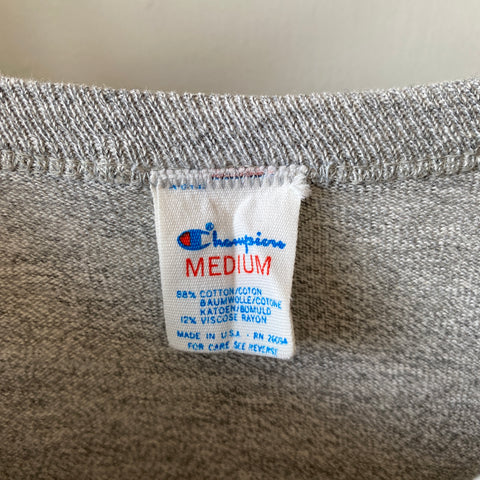 Champion
MEDIUM
88% COTTON/COTON
BAUMWOLLE/COTONE
KATOEN/BOMULD
12% VISCOSE RAYON
MADE IN U.S.A. - RN 26094
FOR CARE SEE REVERSE